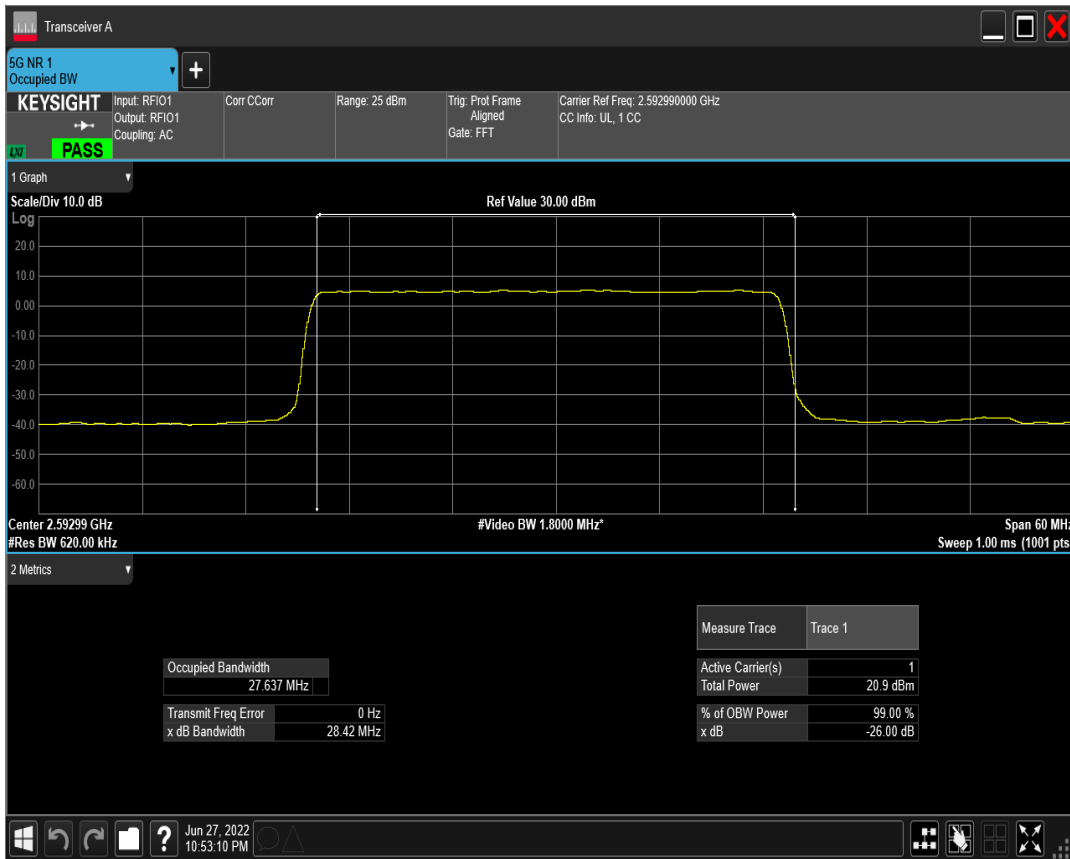 Transceiver A
5G NR 1
Occupied BW
+
KEYSIGHT
LXI
PASS
Input: RFIO1
Output: RFIO1
Coupling: AC
Corr CCorr
Range: 25 dBm
Trig: Prot Frame
Aligned
Gate: FFT
Carrier Ref Freq: 2.592990000 GHz
CC Info: UL, 1 CC
1 Graph
Scale/Div 10.0 dB
Ref Value 30.00 dBm
Log
20.0
10.0
0.00
-10.0
-20.0
-30.0
-40.0
-50.0
-60.0
Center 2.59299 GHz
#Video BW 1.8000 MHz*
Span 60 MHz
#Res BW 620.00 kHz
Sweep 1.00 ms (1001 pts
2 Metrics
Measure Trace Trace 1
Occupied Bandwidth
27.637 MHz
Active Carrier(s) 1
Total Power 20.9 dBm
Transmit Freq Error 0 Hz
x dB Bandwidth 28.42 MHz
% of OBW Power 99.00 %
x dB -26.00 dB
?
Jun 27, 2022
10:53:10 PM